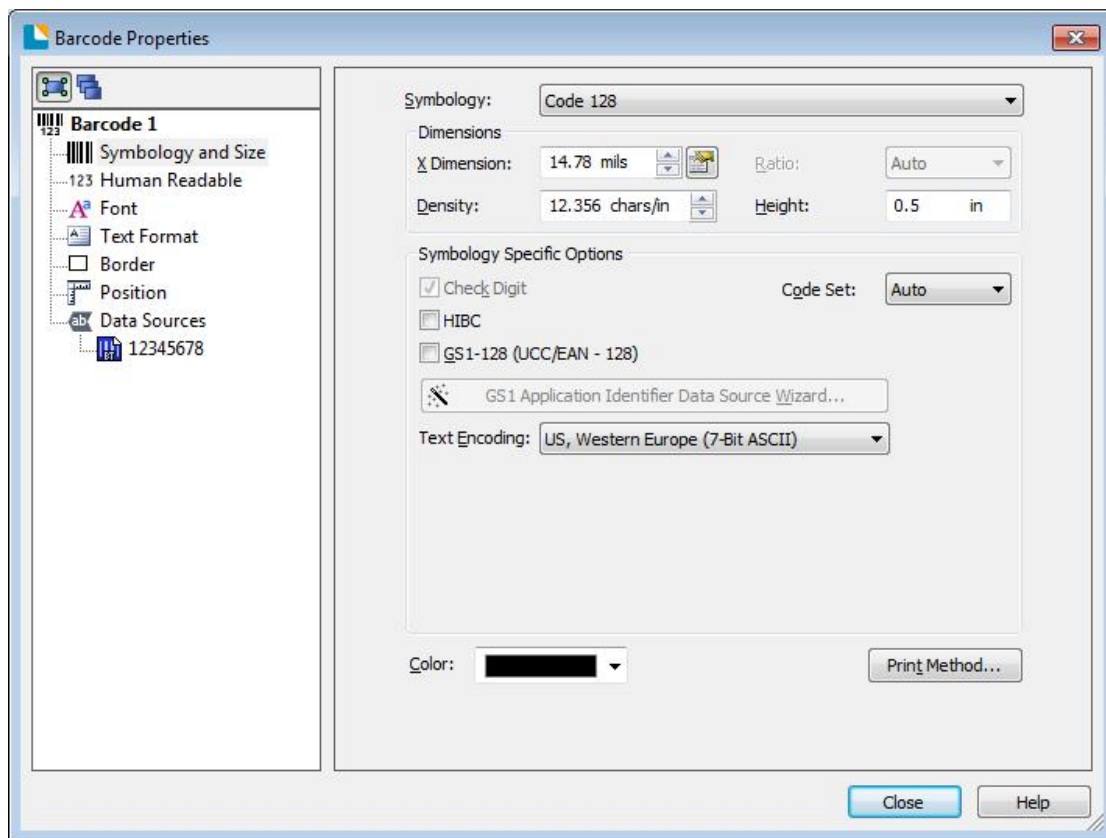 Barcode Properties
Barcode 1
Symbology and Size
123 Human Readable
Font
Text Format
Border
Position
Data Sources
12345678
Symbology: Code 128
Dimensions
X Dimension: 14.78 mils Ratio: Auto
Density: 12.356 chars/in Height: 0.5 in
Symbology Specific Options
Check Digit Code Set: Auto
HIBC
GS1-128 (UCC/EAN - 128)
GS1 Application Identifier Data Source Wizard...
Text Encoding: US, Western Europe (7-Bit ASCII)
Color: Print Method...
Close Help